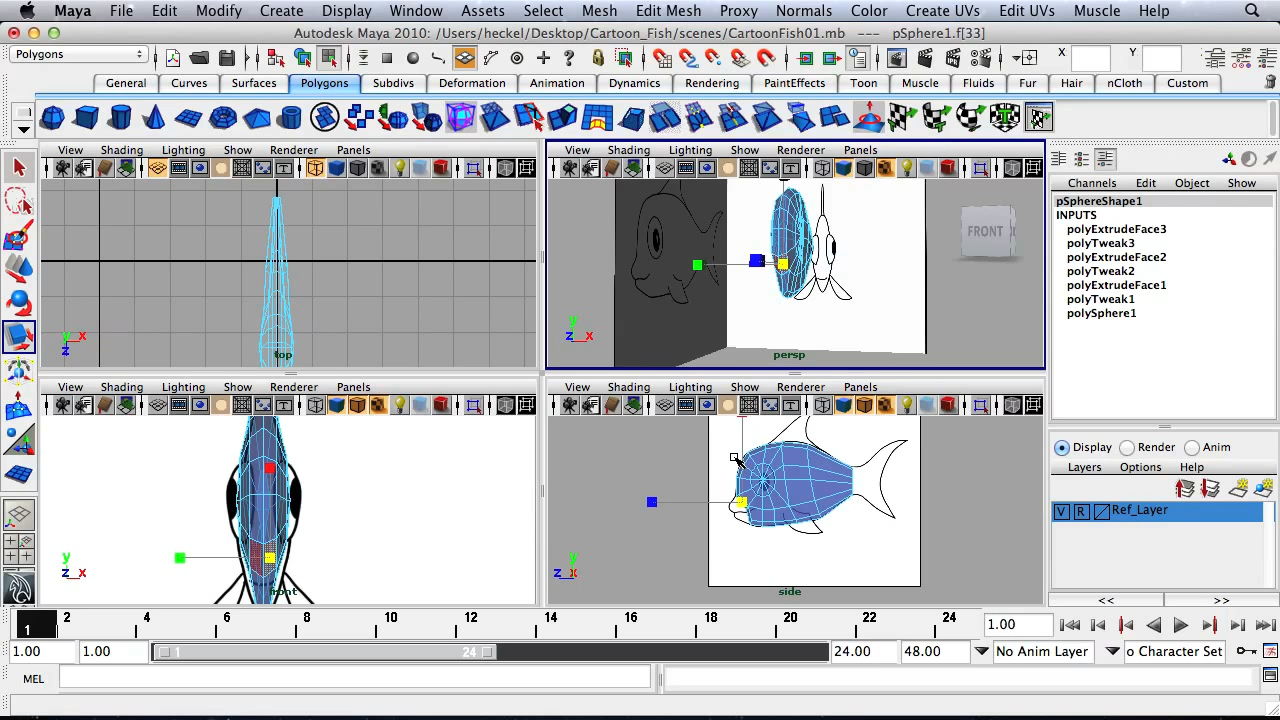 Maya File Edit Modify Create Display Window Assets Select Mesh Edit Mesh Proxy Normals Color Create UVs Edit UVs Muscle Help
Autodesk Maya 2010: /Users/heckel/Desktop/Cartoon_Fish/scenes/CartoonFish01.mb --- pSphere1.f[33]
Polygons X Y
General Curves Surfaces Polygons Subdivs Deformation Animation Dynamics Rendering PaintEffects Toon Muscle Fluids Fur Hair nCloth Custom
View Shading Lighting Show Renderer Panels
View Shading Lighting Show Renderer Panels
Channels Edit Object Show
pSphereShape1
INPUTS
polyExtrudeFace3
polyTweak3
polyExtrudeFace2
polyTweak2
polyExtrudeFace1
polyTweak1
polySphere1
FRONT
y x
z
top
y
z x
persp
View Shading Lighting Show Renderer Panels
View Shading Lighting Show Renderer Panels
Display Render Anim
Layers Options Help
V R Ref_Layer
y
z x
front
y
z x
side
<< >>
1 2 4 6 8 10 12 14 16 18 20 22 24 1.00
1.00 1.00 1 24 24.00 48.00 No Anim Layer o Character Set
MEL